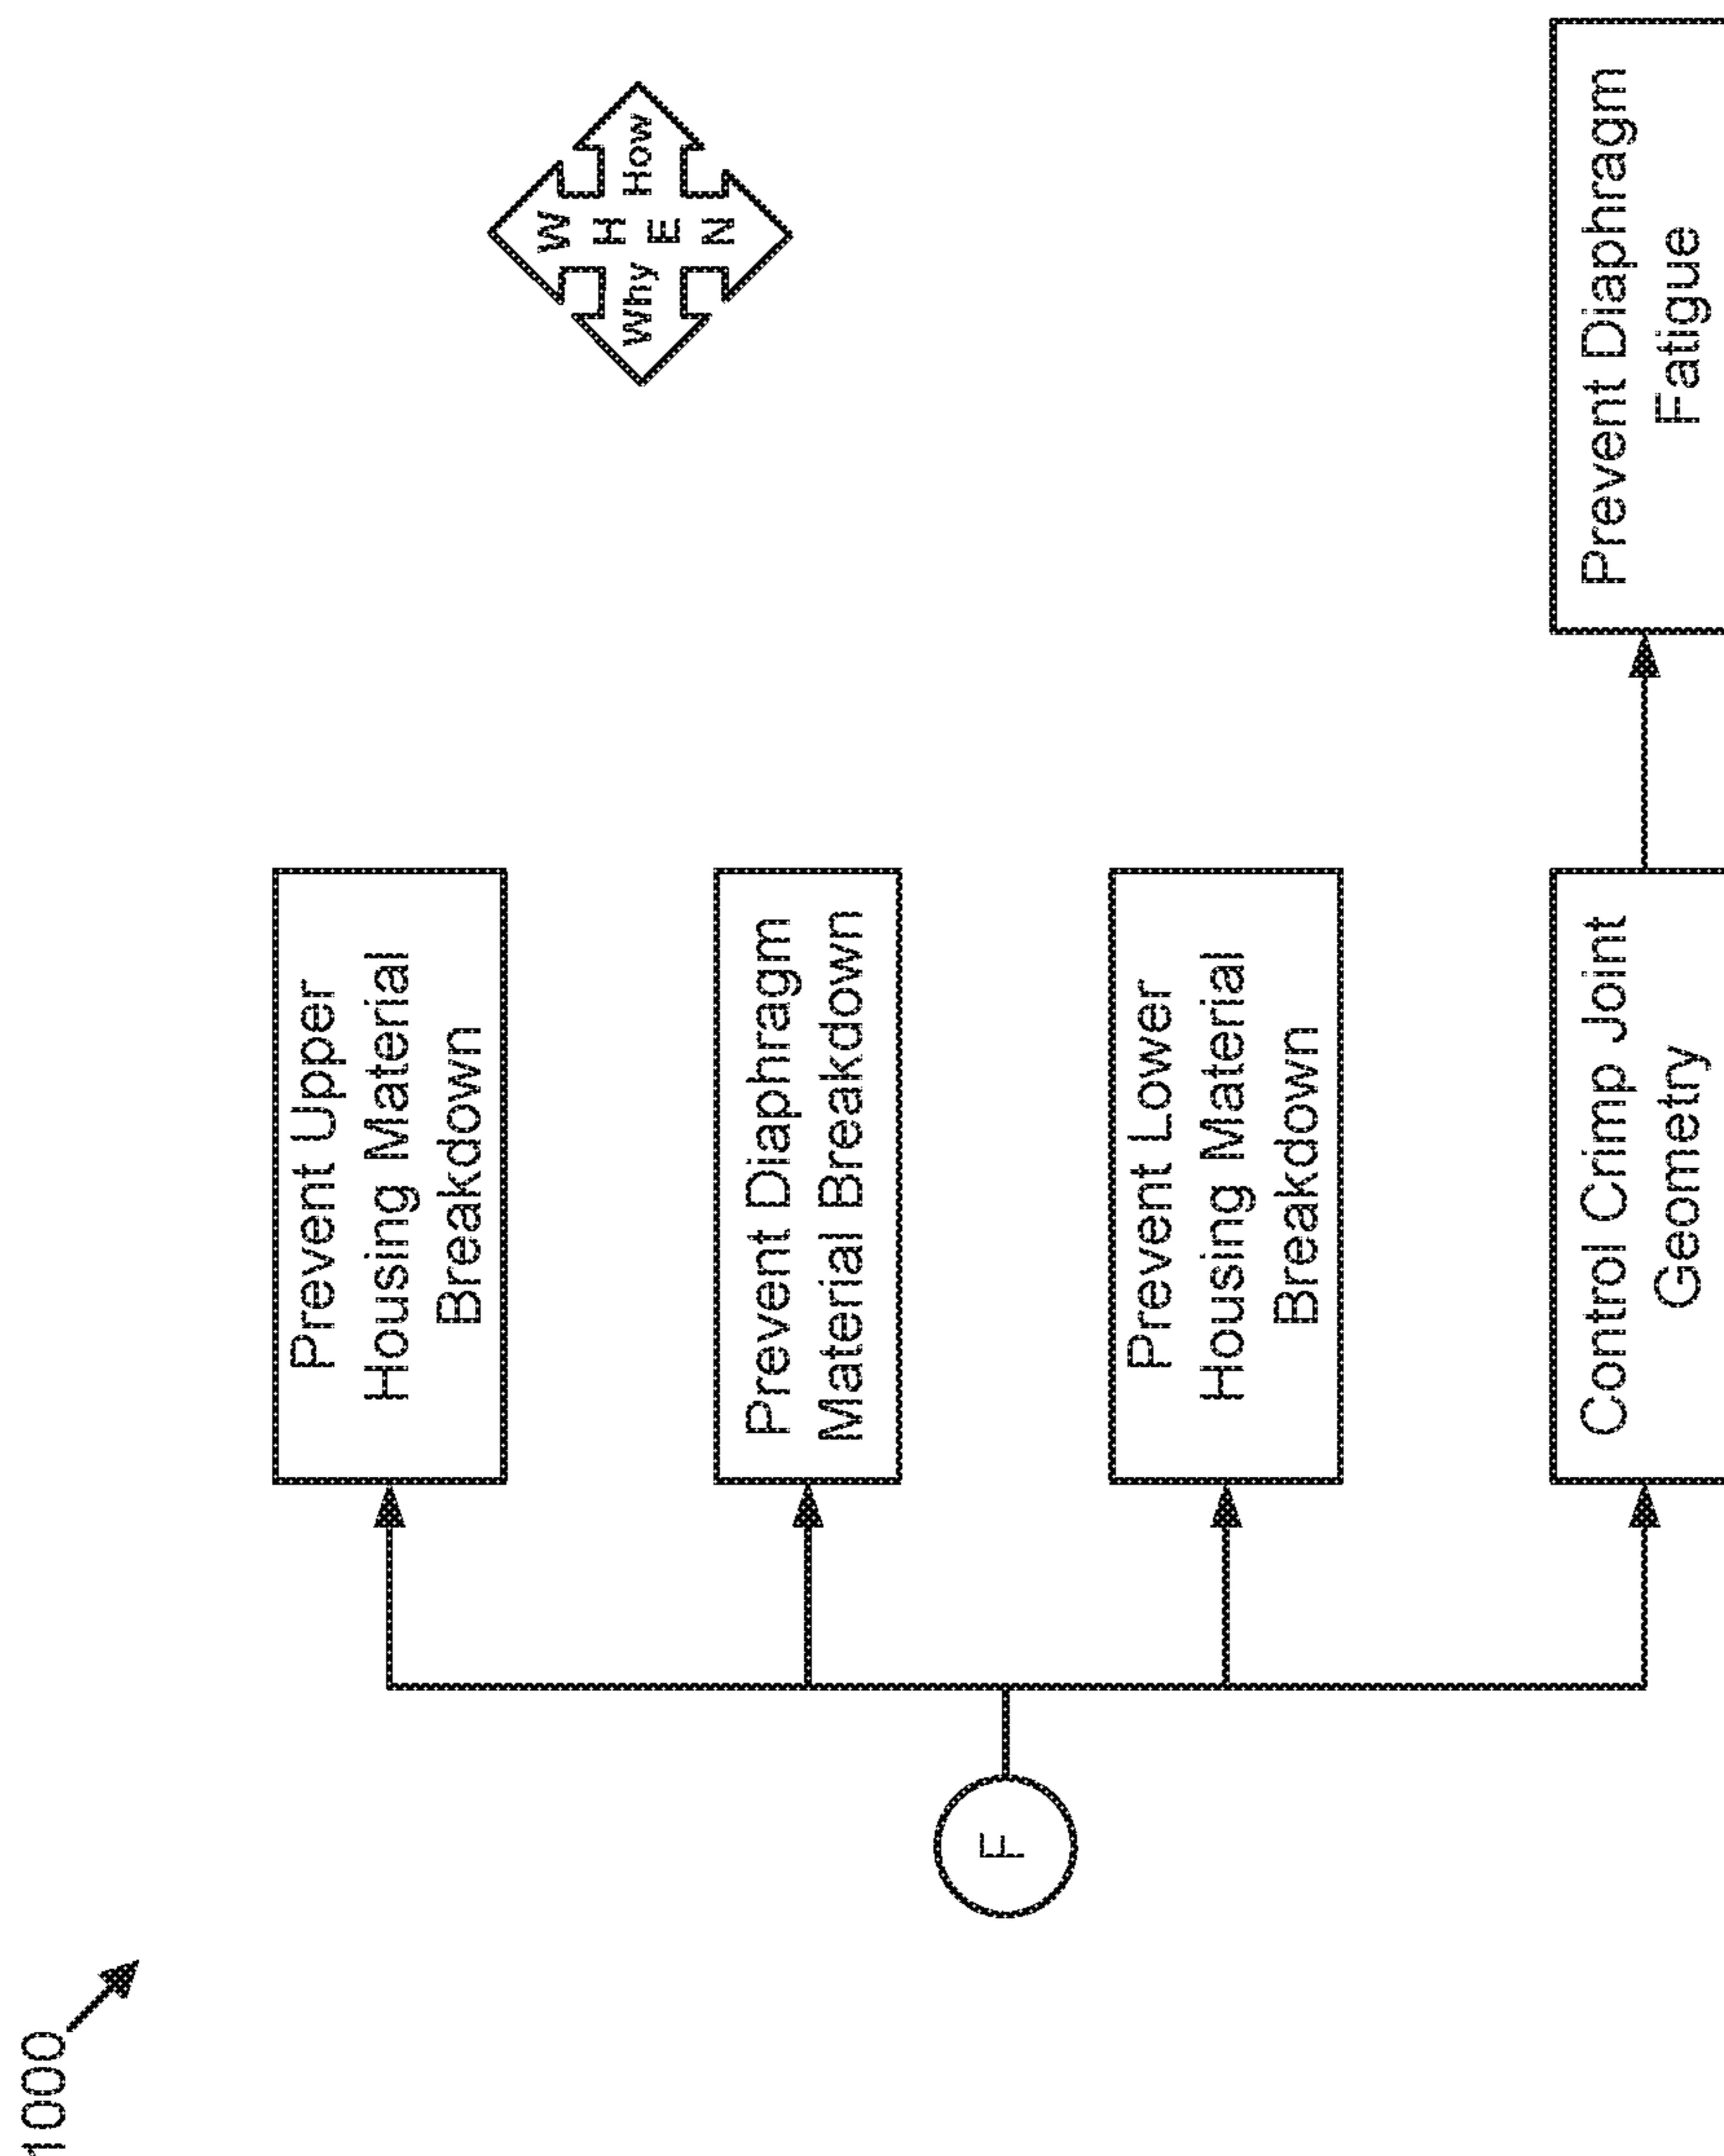 1000
F
Prevent Upper
Housing Material
Breakdown
Prevent Diaphragm
Material Breakdown
Prevent Lower
Housing Material
Breakdown
Control Crimp Joint
Geometry
Prevent Diaphragm
Fatigue
W
H
E
N
Why
How